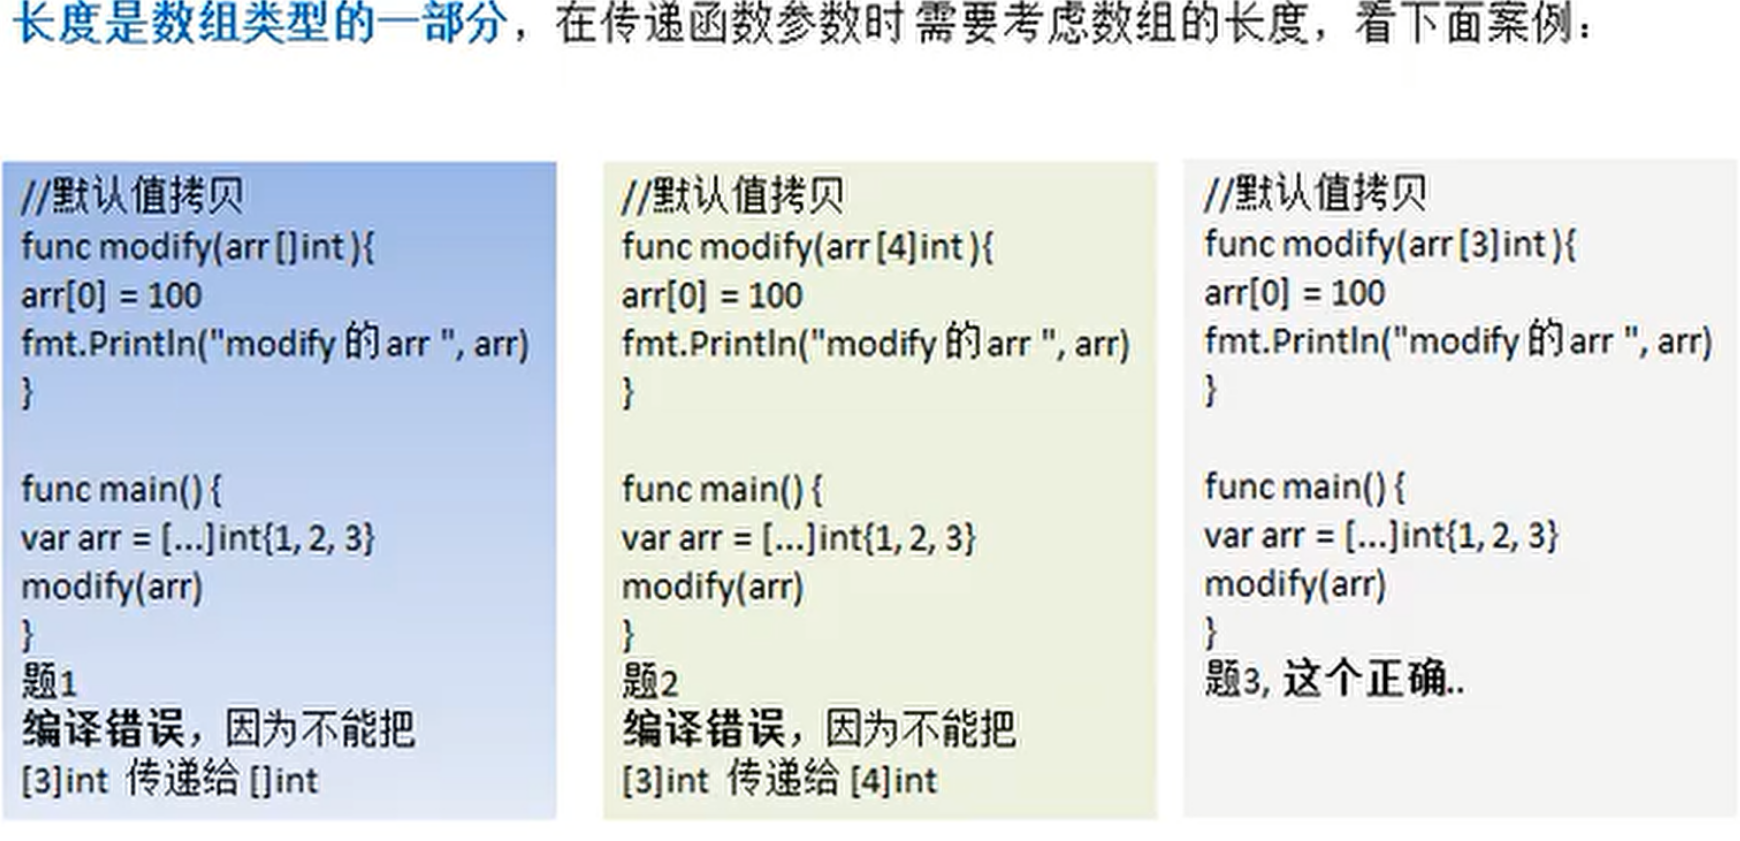 长度是数组类型的一部分，在传递函数参数时 需要考虑数组的长度，看下面案例：
//默认值拷贝
func modify(arr []int ){
arr[0] = 100
fmt.Println("modify 的 arr ", arr)
}
func main() {
var arr = [...]int{1, 2, 3}
modify(arr)
}
题1
编译错误，因为不能把
[3]int 传递给 []int
//默认值拷贝
func modify(arr [4]int ){
arr[0] = 100
fmt.Println("modify 的 arr ", arr)
}
func main() {
var arr = [...]int{1, 2, 3}
modify(arr)
}
题2
编译错误，因为不能把
[3]int 传递给 [4]int
//默认值拷贝
func modify(arr [3]int ){
arr[0] = 100
fmt.Println("modify 的 arr ", arr)
}
func main() {
var arr = [...]int{1, 2, 3}
modify(arr)
}
题3, 这个正确..